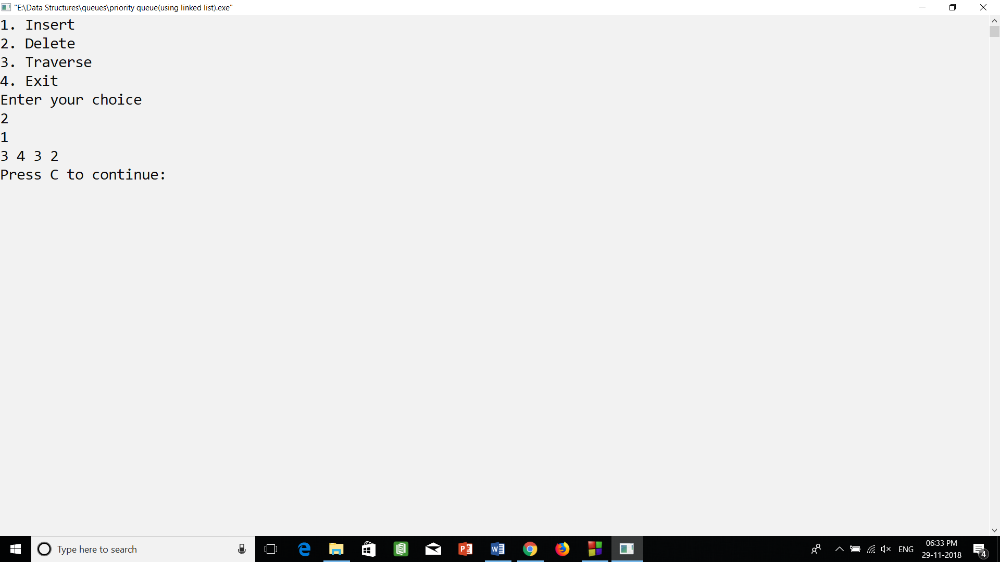 "E:\Data Structures\queues\priority queue(using linked list).exe"
1. Insert
2. Delete
3. Traverse
4. Exit
Enter your choice
2
1
3 4 3 2
Press C to continue:
Type here to search
ENG
06:33 PM
29-11-2018
4